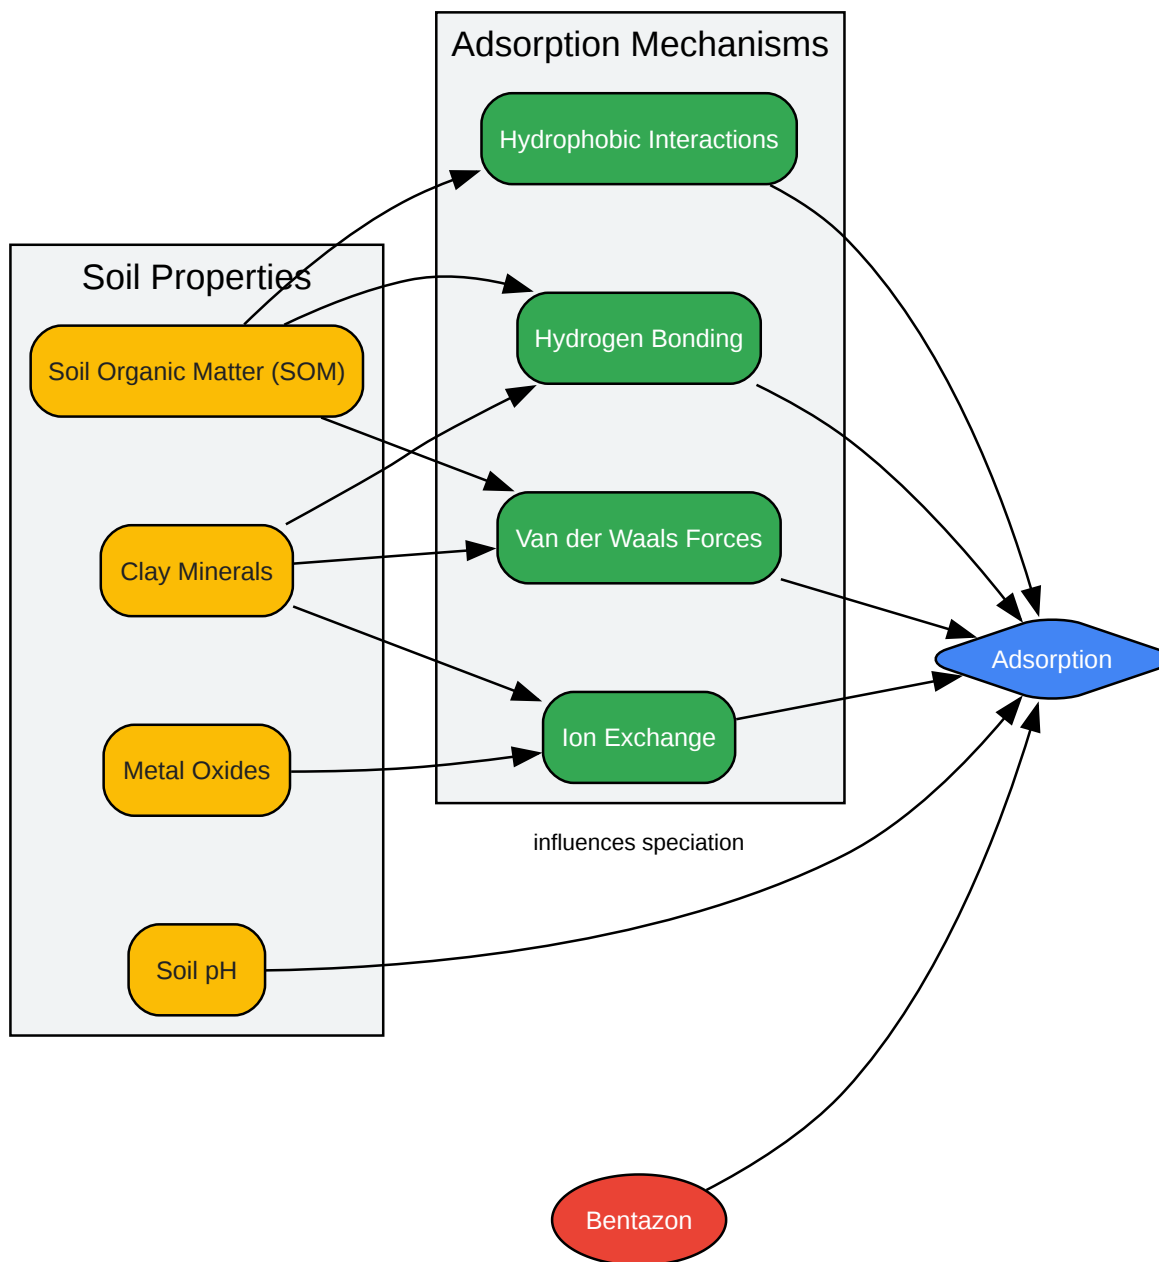 Adsorption Mechanisms
Hydrophobic Interactions
Soil Properties
Hydrogen Bonding
Soil Organic Matter (SOM)
Van der Waals Forces
Clay Minerals
Adsorption
Ion Exchange
Metal Oxides
influences speciation
Soil pH
Bentazon